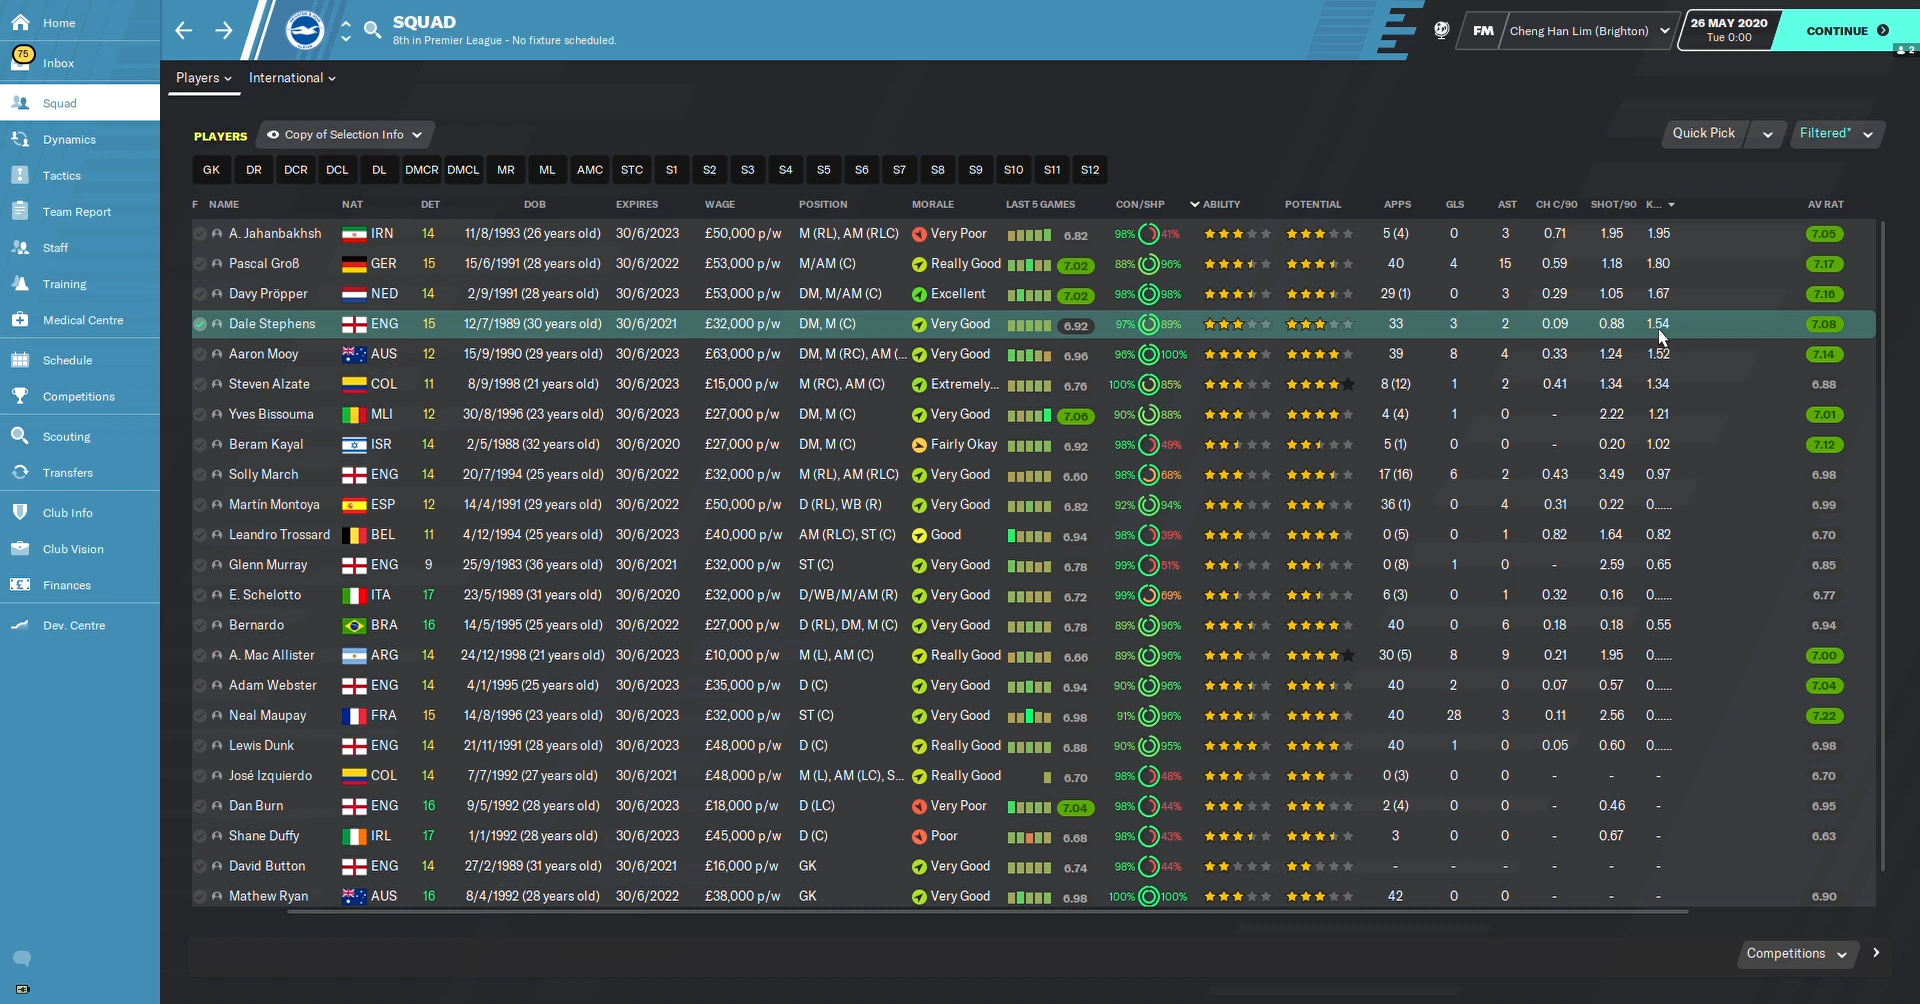 Home
SQUAD
8th in Premier League - No fixture scheduled.
FM Cheng Han Lim (Brighton)
26 MAY 2020
Tue 0:00
CONTINUE
2
75
Inbox
Squad
Dynamics
Tactics
Team Report
Staff
Training
Medical Centre
Schedule
Competitions
Scouting
Transfers
Club Info
Club Vision
Finances
Dev. Centre
Players International
PLAYERS Copy of Selection Info Quick Pick Filtered*
GK DR DCR DCL DL DMCR DMCL MR ML AMC STC S1 S2 S3 S4 S5 S6 S7 S8 S9 S10 S11 S12
F NAME NAT DET DOB EXPIRES WAGE POSITION MORALE LAST 5 GAMES CON/SHP ABILITY POTENTIAL APPS GLS AST CH C/90 SHOT/90 K... AV RAT
A. Jahanbakhsh IRN 14 11/8/1993 (26 years old) 30/6/2023 £50,000 p/w M (RL), AM (RLC) Very Poor 6.82 98% 41% 5 (4) 0 3 0.71 1.95 1.95 7.05
Pascal Groß GER 15 15/6/1991 (28 years old) 30/6/2022 £53,000 p/w M/AM (C) Really Good 7.02 88% 96% 40 4 15 0.59 1.18 1.80 7.17
Davy Pröpper NED 14 2/9/1991 (28 years old) 30/6/2023 £53,000 p/w DM, M/AM (C) Excellent 7.02 98% 98% 29 (1) 0 3 0.29 1.05 1.67 7.16
Dale Stephens ENG 15 12/7/1989 (30 years old) 30/6/2021 £32,000 p/w DM, M (C) Very Good 6.92 97% 89% 33 3 2 0.09 0.88 1.54 7.08
Aaron Mooy AUS 12 15/9/1990 (29 years old) 30/6/2023 £63,000 p/w DM, M (RC), AM (... Very Good 6.96 96% 100% 39 8 4 0.33 1.24 1.52 7.14
Steven Alzate COL 11 8/9/1998 (21 years old) 30/6/2023 £15,000 p/w M (RC), AM (C) Extremely... 6.76 100% 85% 8 (12) 1 2 0.41 1.34 1.34 6.88
Yves Bissouma MLI 12 30/8/1996 (23 years old) 30/6/2023 £27,000 p/w DM, M (C) Very Good 7.06 90% 88% 4 (4) 1 0 - 2.22 1.21 7.01
Beram Kayal ISR 14 2/5/1988 (32 years old) 30/6/2020 £27,000 p/w DM, M (C) Fairly Okay 6.92 98% 49% 5 (1) 0 0 - 0.20 1.02 7.12
Solly March ENG 14 20/7/1994 (25 years old) 30/6/2022 £32,000 p/w M (RL), AM (RLC) Very Good 6.60 98% 68% 17 (16) 6 2 0.43 3.49 0.97 6.98
Martín Montoya ESP 12 14/4/1991 (29 years old) 30/6/2022 £50,000 p/w D (RL), WB (R) Very Good 6.82 92% 94% 36 (1) 0 4 0.31 0.22 0...... 6.99
Leandro Trossard BEL 11 4/12/1994 (25 years old) 30/6/2023 £40,000 p/w AM (RLC), ST (C) Good 6.94 98% 39% 0 (5) 0 1 0.82 1.64 0.82 6.70
Glenn Murray ENG 9 25/9/1983 (36 years old) 30/6/2021 £32,000 p/w ST (C) Very Good 6.78 99% 51% 0 (8) 1 0 - 2.59 0.65 6.85
E. Schelotto ITA 17 23/5/1989 (31 years old) 30/6/2020 £32,000 p/w D/WB/M/AM (R) Very Good 6.72 99% 69% 6 (3) 0 1 0.32 0.16 0...... 6.77
Bernardo BRA 16 14/5/1995 (25 years old) 30/6/2022 £27,000 p/w D (RL), DM, M (C) Very Good 6.78 89% 96% 40 0 6 0.18 0.18 0.55 6.94
A. Mac Allister ARG 14 24/12/1998 (21 years old) 30/6/2023 £10,000 p/w M (L), AM (C) Really Good 6.66 89% 96% 30 (5) 8 9 0.21 1.95 0...... 7.00
Adam Webster ENG 14 4/1/1995 (25 years old) 30/6/2023 £35,000 p/w D (C) Very Good 6.94 90% 96% 40 2 0 0.07 0.57 0...... 7.04
Neal Maupay FRA 15 14/8/1996 (23 years old) 30/6/2023 £32,000 p/w ST (C) Very Good 6.98 91% 96% 40 28 3 0.11 2.56 0...... 7.22
Lewis Dunk ENG 14 21/11/1991 (28 years old) 30/6/2023 £48,000 p/w D (C) Really Good 6.88 90% 95% 40 1 0 0.05 0.60 0...... 6.98
José Izquierdo COL 14 7/7/1992 (27 years old) 30/6/2021 £48,000 p/w M (L), AM (LC), S... Really Good 6.70 98% 48% 0 (3) 0 0 - - - 6.70
Dan Burn ENG 16 9/5/1992 (28 years old) 30/6/2023 £18,000 p/w D (LC) Very Poor 7.04 98% 44% 2 (4) 0 0 - 0.46 - 6.95
Shane Duffy IRL 17 1/1/1992 (28 years old) 30/6/2023 £45,000 p/w D (C) Poor 6.68 98% 43% 3 0 0 - 0.67 - 6.63
David Button ENG 14 27/2/1989 (31 years old) 30/6/2021 £16,000 p/w GK Very Good 6.74 98% 44% - - - - - -
Mathew Ryan AUS 16 8/4/1992 (28 years old) 30/6/2022 £38,000 p/w GK Very Good 6.98 100% 100% 42 0 0 - - - 6.90
Competitions